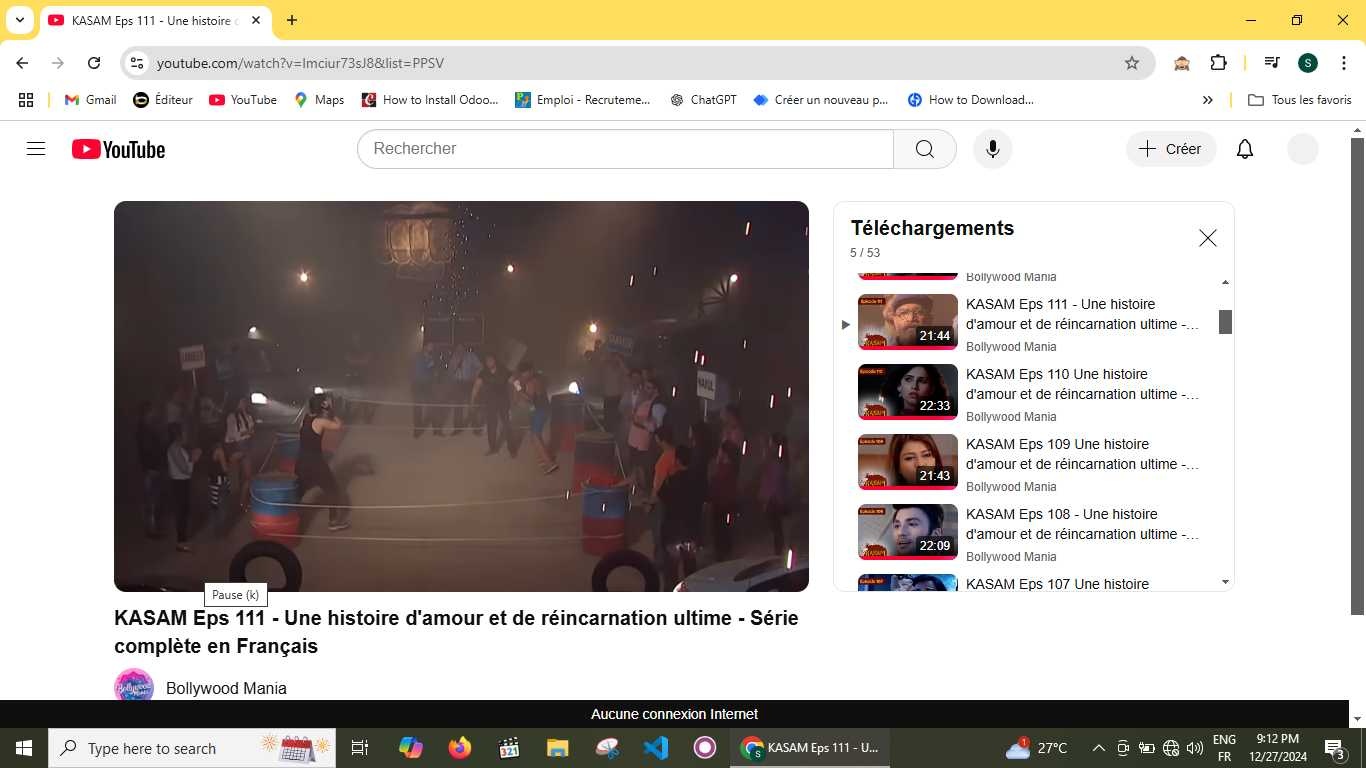 KASAM Eps 111 - Une histoire d
youtube.com/watch?v=Imciur73sJ8&list=PPSV
S
Gmail
Éditeur
YouTube
Maps
How to Install Odoo...
Emploi - Recruteme...
ChatGPT
Créer un nouveau p...
How to Download...
Tous les favoris
YouTube
Rechercher
Créer
NAKUL
Téléchargements
5 / 53
Bollywood Mania
21:44
KASAM Eps 111 - Une histoire
d'amour et de réincarnation ultime -...
Bollywood Mania
22:33
KASAM Eps 110 Une histoire
d'amour et de réincarnation ultime -...
Bollywood Mania
21:43
KASAM Eps 109 Une histoire
d'amour et de réincarnation ultime -...
Bollywood Mania
22:09
KASAM Eps 108 - Une histoire
d'amour et de réincarnation ultime -...
Bollywood Mania
KASAM Eps 107 Une histoire
Pause (k)
KASAM Eps 111 - Une histoire d'amour et de réincarnation ultime - Série
complète en Français
Bollywood Mania
Aucune connexion Internet
Type here to search
321
KASAM Eps 111 - U...
27°C
ENG
FR
9:12 PM
12/27/2024
3